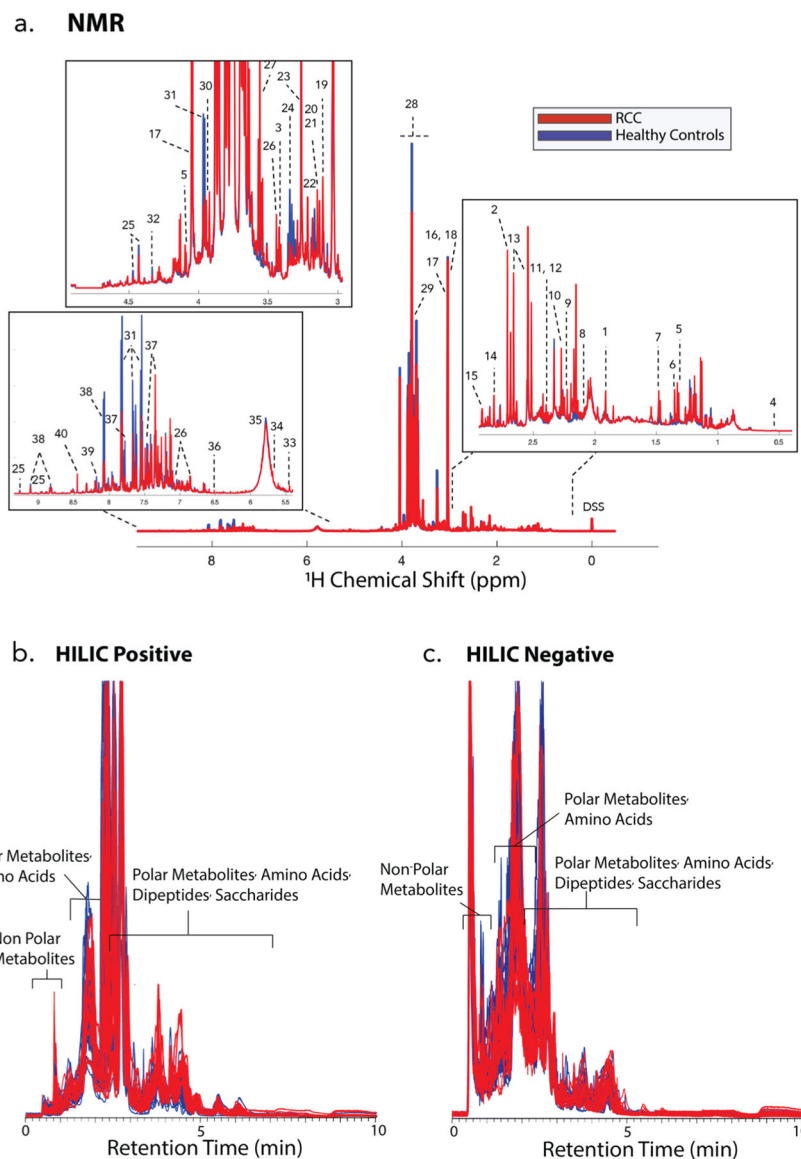 a. NMR
RCC
Healthy Controls
31 30 27 23 19
17 24 20
5 26 3 21
22
25 32
4.5 4 3.5 3
28
16, 18
17
29
2
13 11, 12
10 9 1
8 7 5
14 6
15 4
2.5 2 1.5 1 0.5
31 37
38
37
35 34
40 39 26 36 33
25 38
25
9 8.5 8 7.5 7 6 5.5
DSS
8 6 4 2 0
¹H Chemical Shift (ppm)
b. HILIC Positive
r Metabolites,
no Acids
Non Polar
Metabolites
Polar Metabolites, Amino Acids,
Dipeptides, Saccharides
0 5 10
Retention Time (min)
c. HILIC Negative
Polar Metabolites,
Amino Acids
Non-Polar
Metabolites
Polar Metabolites, Amino Acids,
Dipeptides, Saccharides
0 5 10
Retention Time (min)